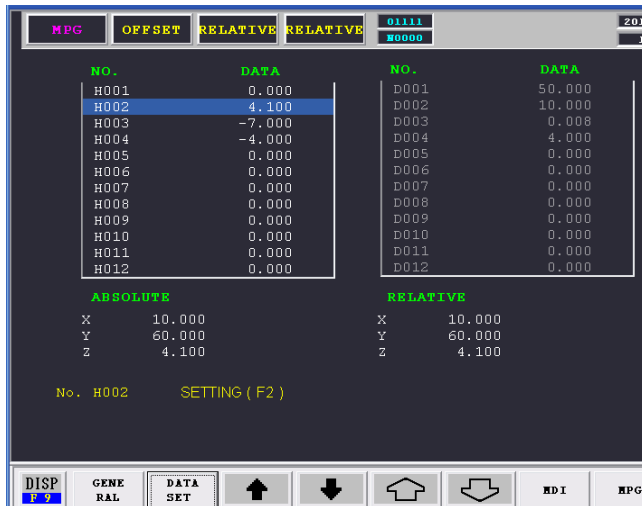 MPG OFFSET RELATIVE RELATIVE O1111 201
N0000 1
NO. DATA NO. DATA
H001 0.000 D001 50.000
H002 4.100 D002 10.000
H003 -7.000 D003 0.008
H004 -4.000 D004 4.000
H005 0.000 D005 0.000
H006 0.000 D006 0.000
H007 0.000 D007 0.000
H008 0.000 D008 0.000
H009 0.000 D009 0.000
H010 0.000 D010 0.000
H011 0.000 D011 0.000
H012 0.000 D012 0.000
ABSOLUTE RELATIVE
X 10.000 X 10.000
Y 60.000 Y 60.000
Z 4.100 Z 4.100
No. H002 SETTING ( F2 )
DISP GENE DATA MDI MPG
F 9 RAL SET